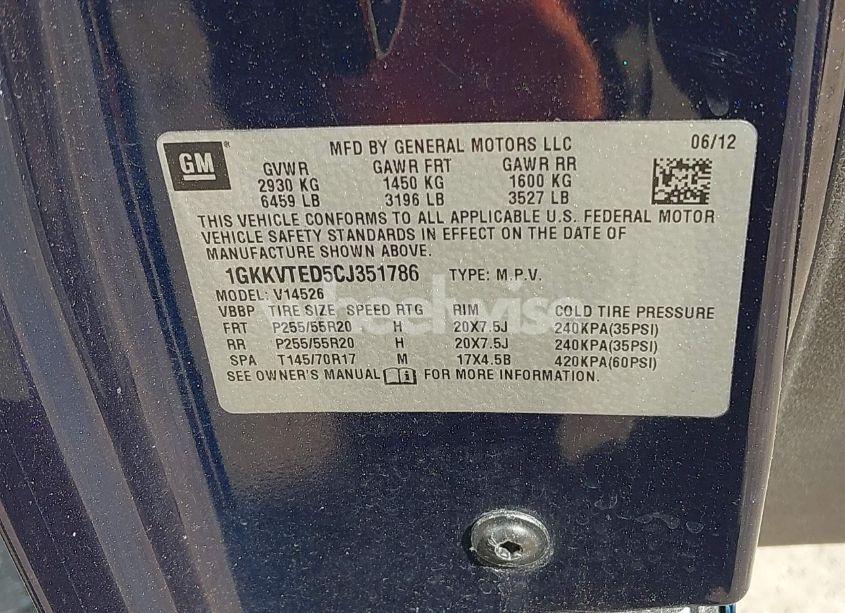 GM
MFD BY GENERAL MOTORS LLC 06/12
GVWR GAWR FRT GAWR RR
2930 KG 1450 KG 1600 KG
6459 LB 3196 LB 3527 LB
THIS VEHICLE CONFORMS TO ALL APPLICABLE U.S. FEDERAL MOTOR
VEHICLE SAFETY STANDARDS IN EFFECT ON THE DATE OF
MANUFACTURE SHOWN ABOVE.
1GKKVTED5CJ351786 TYPE: M.P.V.
MODEL: V14526
VBBP TIRE SIZE SPEED RTG RIM COLD TIRE PRESSURE
FRT P255/55R20 H 20X7.5J 240KPA(35PSI)
RR P255/55R20 H 20X7.5J 240KPA(35PSI)
SPA T145/70R17 M 17X4.5B 420KPA(60PSI)
SEE OWNER'S MANUAL FOR MORE INFORMATION.